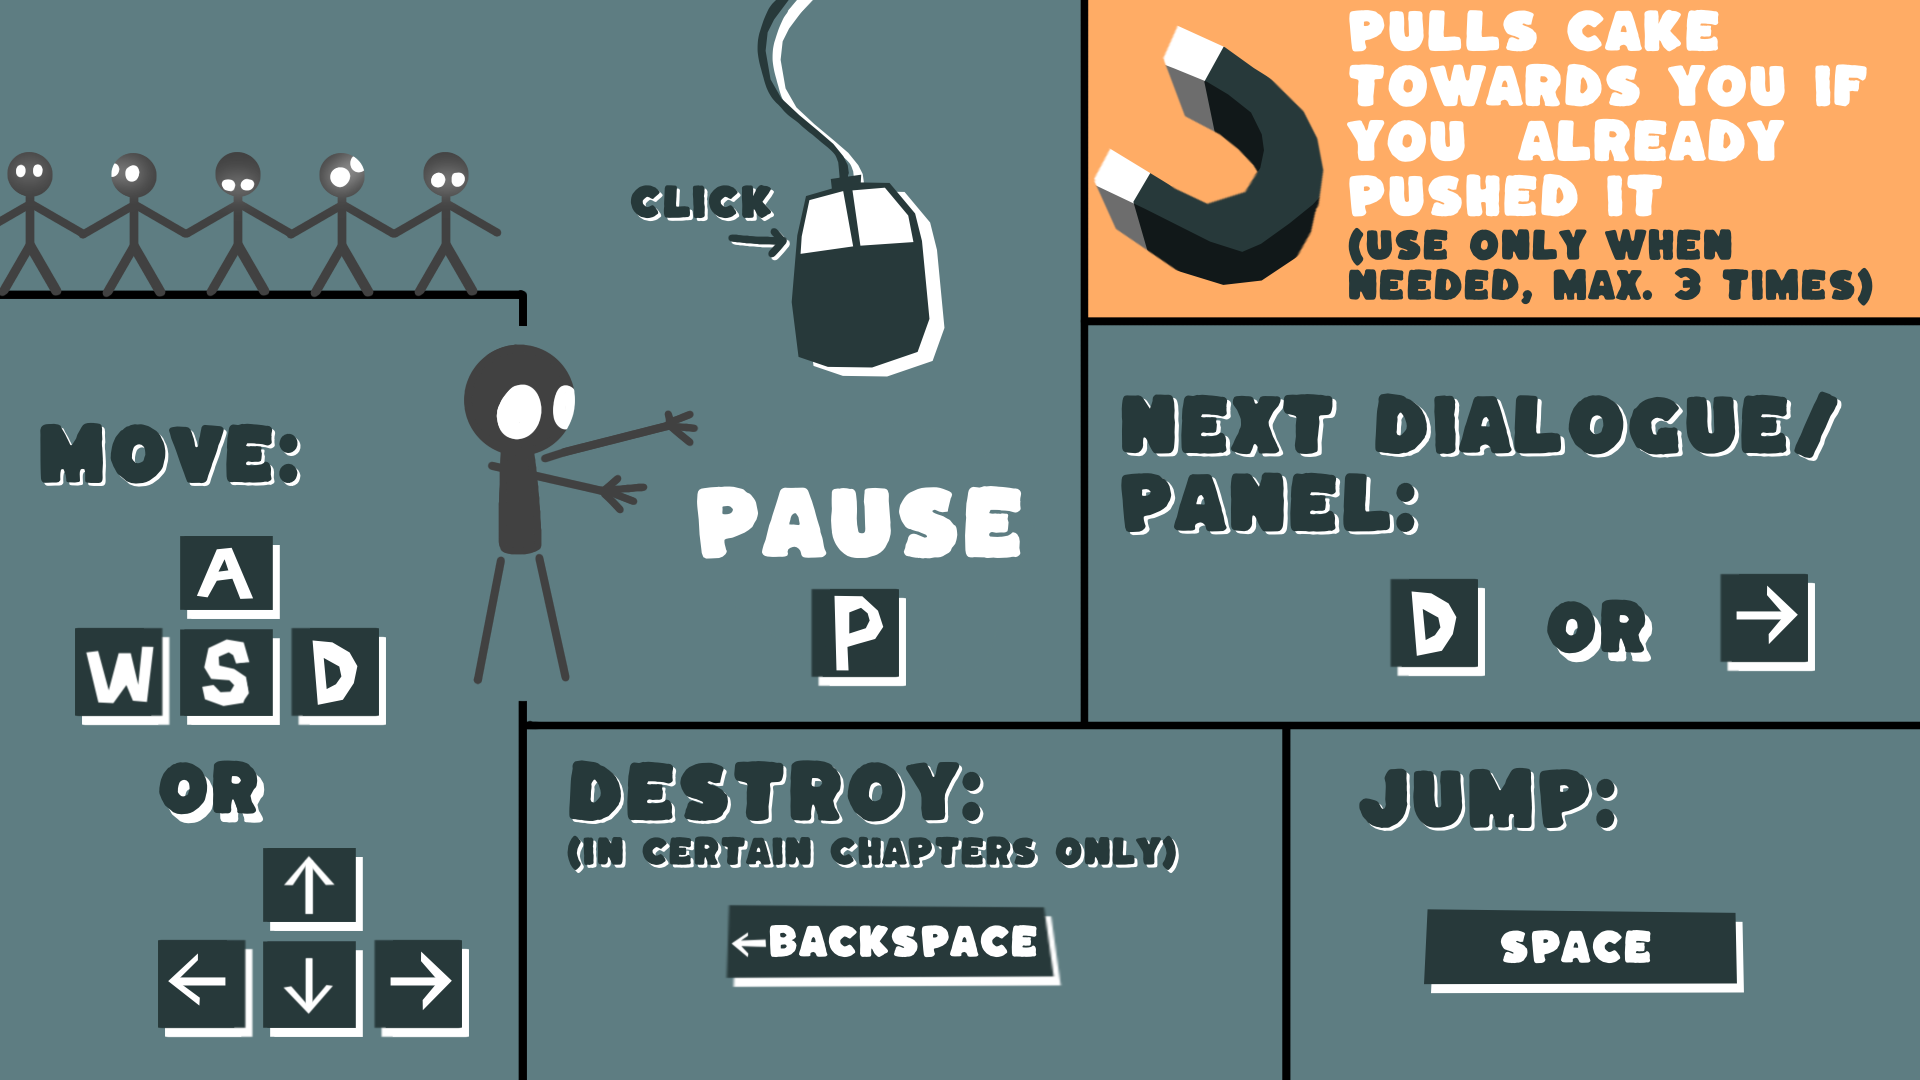 CLICK
→
PULLS CAKE
TOWARDS YOU IF
YOU ALREADY
PUSHED IT
(USE ONLY WHEN
NEEDED, MAX. 3 TIMES)
MOVE:
A
W S D
OR
↑
← ↓ →
PAUSE
P
NEXT DIALOGUE/
PANEL:
D OR →
DESTROY:
(IN CERTAIN CHAPTERS ONLY)
←BACKSPACE
JUMP:
SPACE